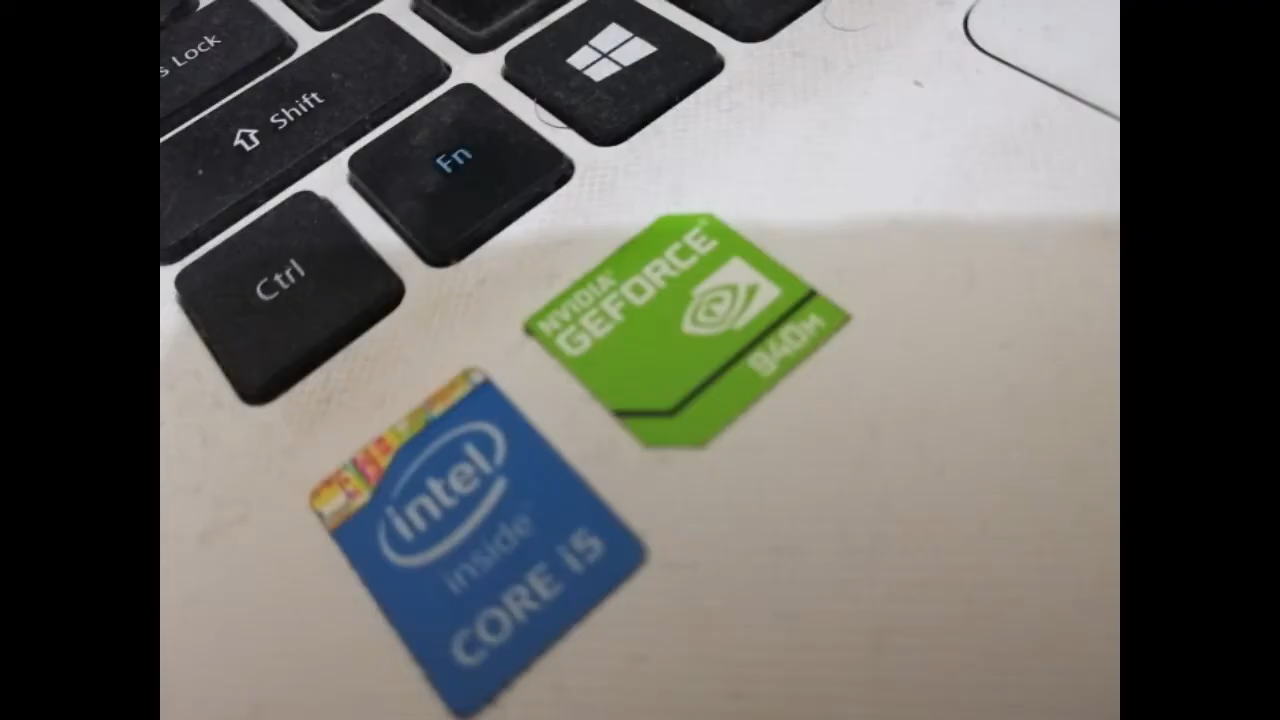 s Lock
Shift
Fn
Ctrl
NVIDIA
GEFORCE
940M
intel
inside
CORE i5